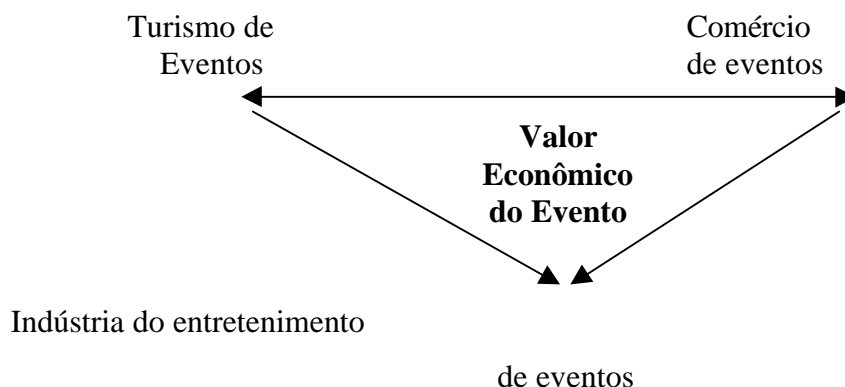 Turismo de
Eventos
Comércio
de eventos
Valor
Econômico
do Evento
Indústria do entretenimento
de eventos